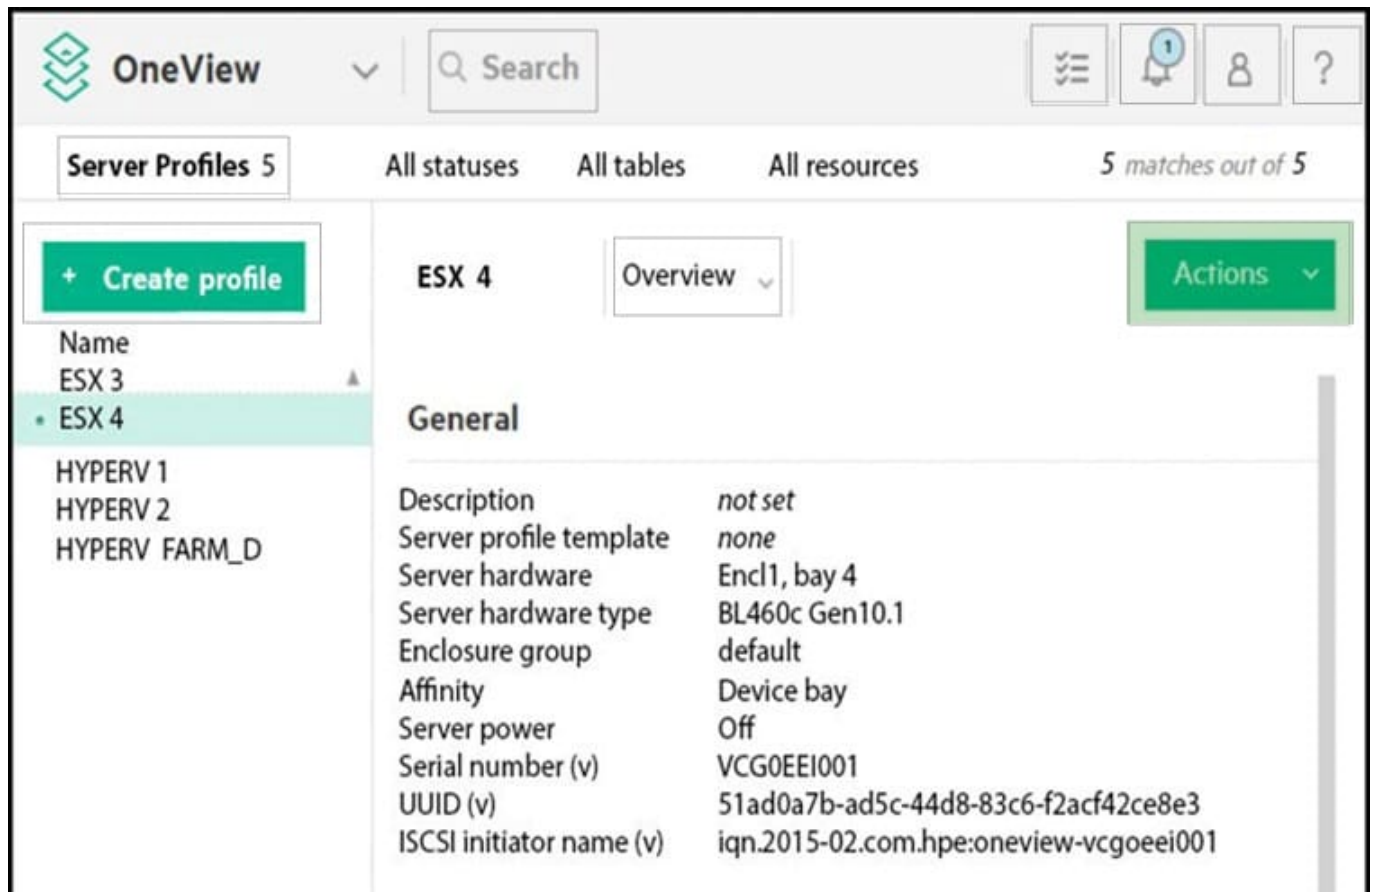 OneView Search 1 ?
Server Profiles 5 All statuses All tables All resources 5 matches out of 5
+ Create profile ESX 4 Overview Actions
Name
ESX 3
ESX 4
HYPERV 1
HYPERV 2
HYPERV FARM_D
General
Description not set
Server profile template none
Server hardware Encl1, bay 4
Server hardware type BL460c Gen10.1
Enclosure group default
Affinity Device bay
Server power Off
Serial number (v) VCG0EEI001
UUID (v) 51ad0a7b-ad5c-44d8-83c6-f2acf42ce8e3
ISCSI initiator name (v) iqn.2015-02.com.hpe:oneview-vcgoeei001